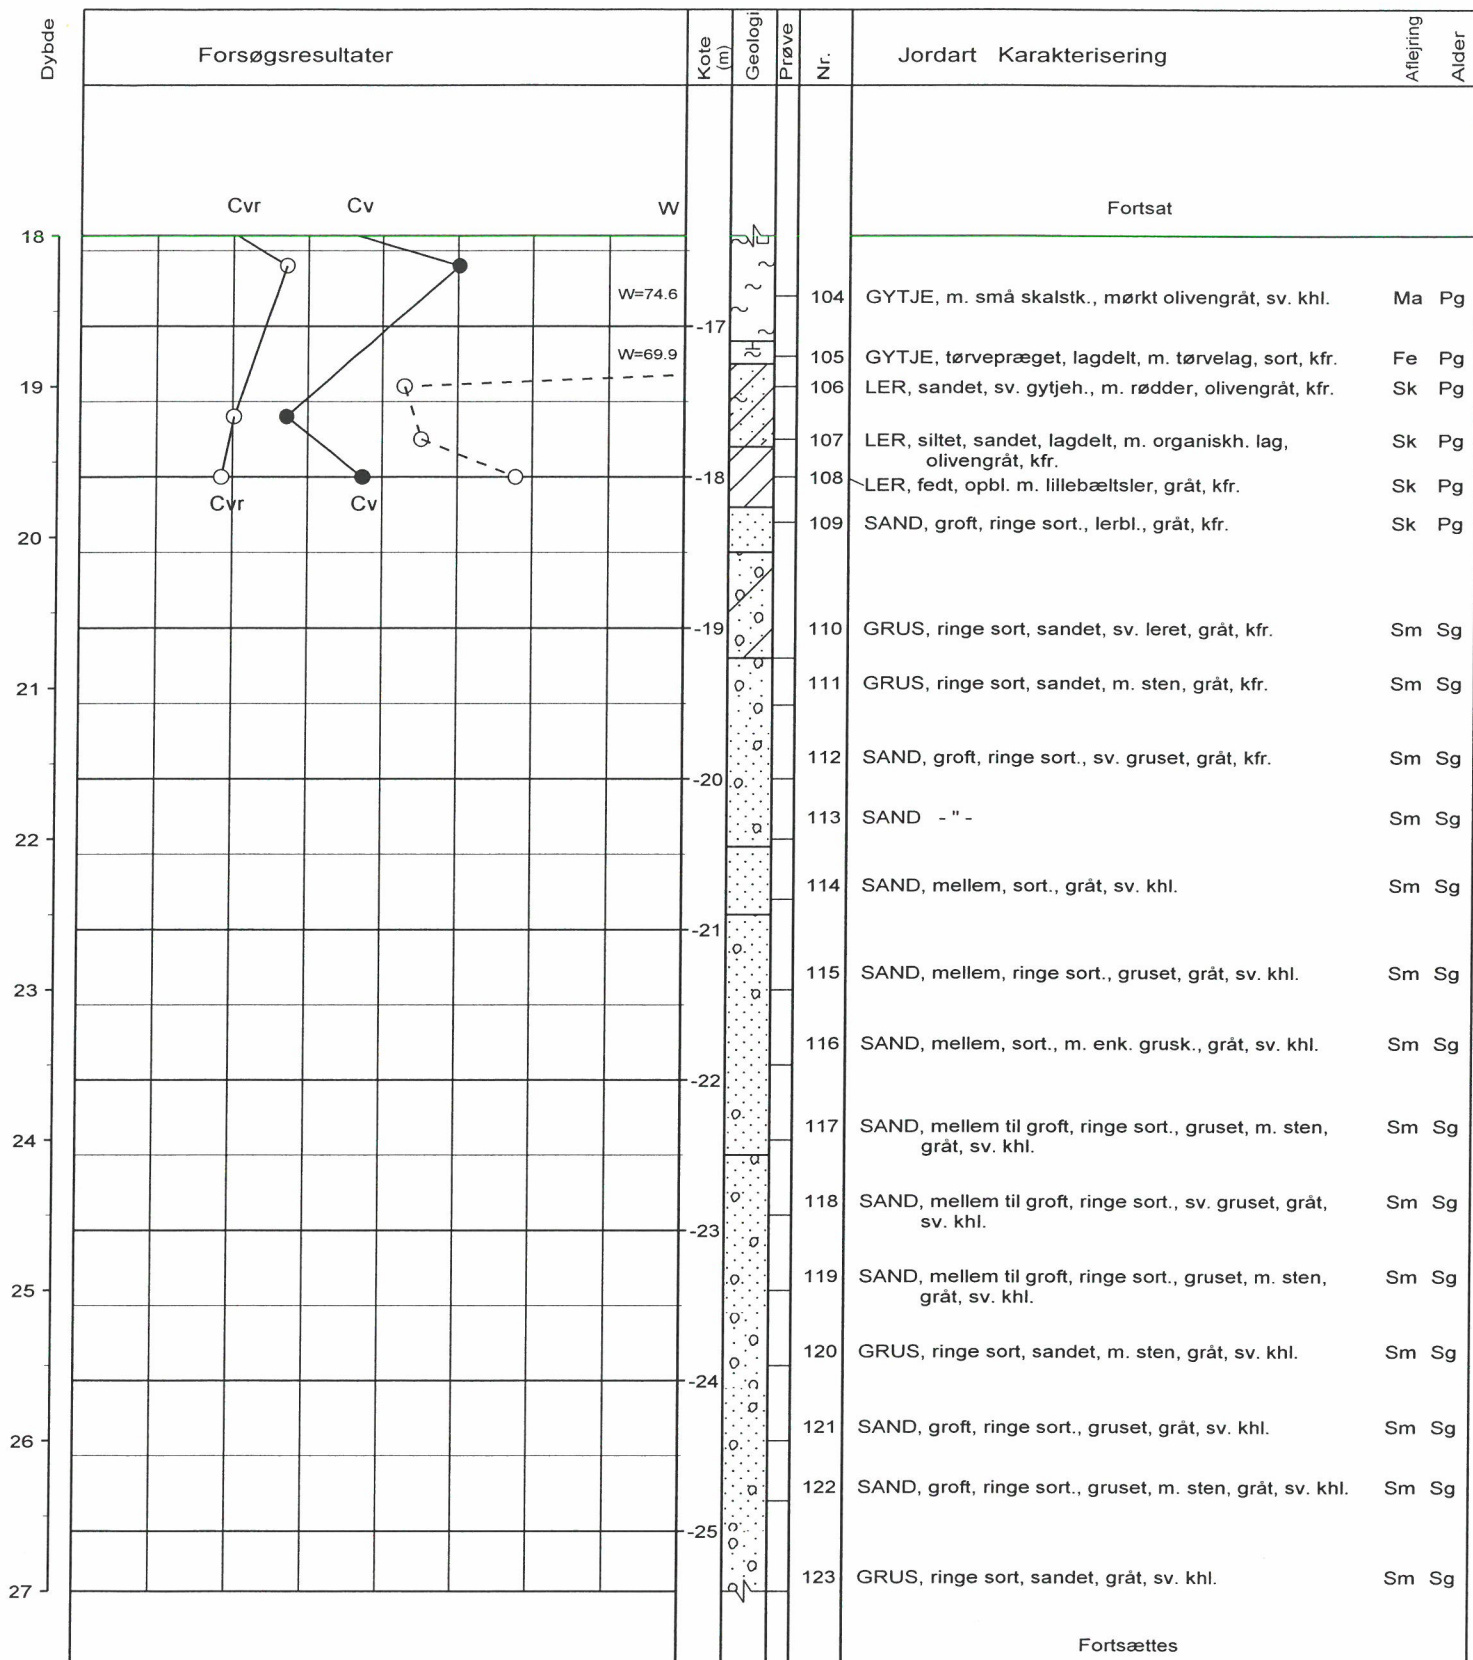 Dybde
Forsøgsresultater
Kote (m)
Geologi
Prøve
Nr.
Jordart Karakterisering
Aflejring
Alder
Cvr Cv W
Fortsat
18
W=74.6
104 GYTJE, m. små skalstk., mørkt olivengråt, sv. khl. Ma Pg
-17
W=69.9
105 GYTJE, tørvepræget, lagdelt, m. tørvelag, sort, kfr. Fe Pg
19
106 LER, sandet, sv. gytjeh., m. rødder, olivengråt, kfr. Sk Pg
107 LER, siltet, sandet, lagdelt, m. organiskh. lag,
olivengråt, kfr. Sk Pg
-18
108 LER, fedt, opbl. m. lillebæltsler, gråt, kfr. Sk Pg
Cvr Cv
109 SAND, groft, ringe sort., lerbl., gråt, kfr. Sk Pg
20
-19
110 GRUS, ringe sort, sandet, sv. leret, gråt, kfr. Sm Sg
21
111 GRUS, ringe sort, sandet, m. sten, gråt, kfr. Sm Sg
112 SAND, groft, ringe sort., sv. gruset, gråt, kfr. Sm Sg
-20
113 SAND - " - Sm Sg
22
114 SAND, mellem, sort., gråt, sv. khl. Sm Sg
-21
115 SAND, mellem, ringe sort., gruset, gråt, sv. khl. Sm Sg
23
116 SAND, mellem, sort., m. enk. grusk., gråt, sv. khl. Sm Sg
-22
117 SAND, mellem til groft, ringe sort., gruset, m. sten, Sm Sg
24
gråt, sv. khl.
118 SAND, mellem til groft, ringe sort., sv. gruset, gråt, Sm Sg
sv. khl.
-23
119 SAND, mellem til groft, ringe sort., gruset, m. sten, Sm Sg
25
gråt, sv. khl.
120 GRUS, ringe sort, sandet, m. sten, gråt, sv. khl. Sm Sg
-24
121 SAND, groft, ringe sort., gruset, gråt, sv. khl. Sm Sg
26
122 SAND, groft, ringe sort., gruset, m. sten, gråt, sv. khl. Sm Sg
-25
123 GRUS, ringe sort, sandet, gråt, sv. khl. Sm Sg
27
Fortsættes